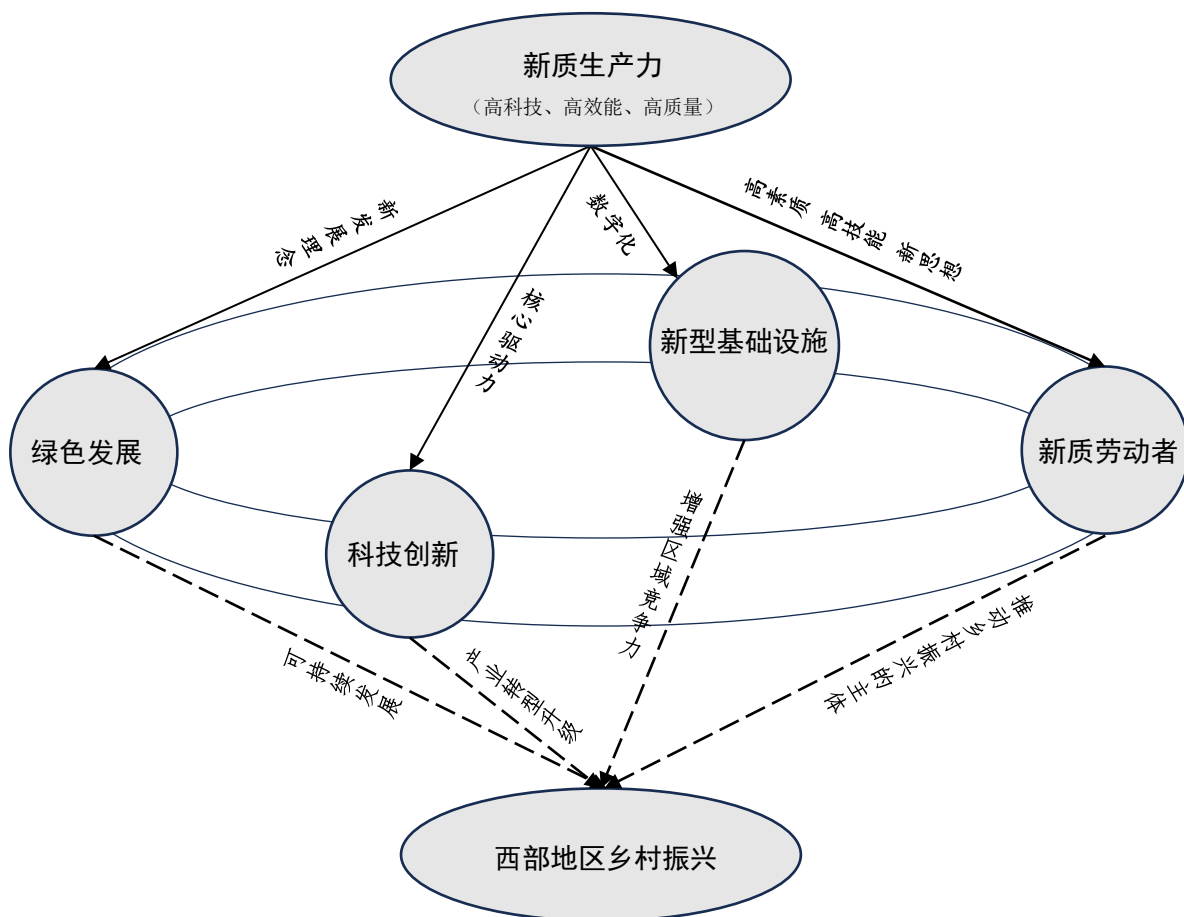 新质生产力
（高科技、高效能、高质量）
新发展理念
核心驱动力
数字化
高素质 高技能 新思想
新型基础设施
绿色发展
新质劳动者
科技创新
可持续发展
产业转型升级
增强区域竞争力
推动乡村振兴的主体
西部地区乡村振兴